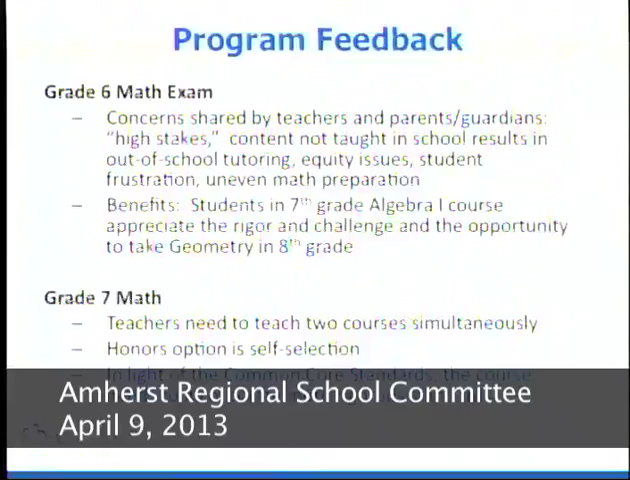 Program Feedback
Grade 6 Math Exam
– Concerns shared by teachers and parents/guardians:
"high stakes," content not taught in school results in
out-of-school tutoring, equity issues, student
frustration, uneven math preparation
– Benefits: Students in 7th grade Algebra I course
appreciate the rigor and challenge and the opportunity
to take Geometry in 8th grade
Grade 7 Math
– Teachers need to teach two courses simultaneously
– Honors option is self-selection
– In light of the Common Core Standards, the course
Amherst Regional School Committee
April 9, 2013